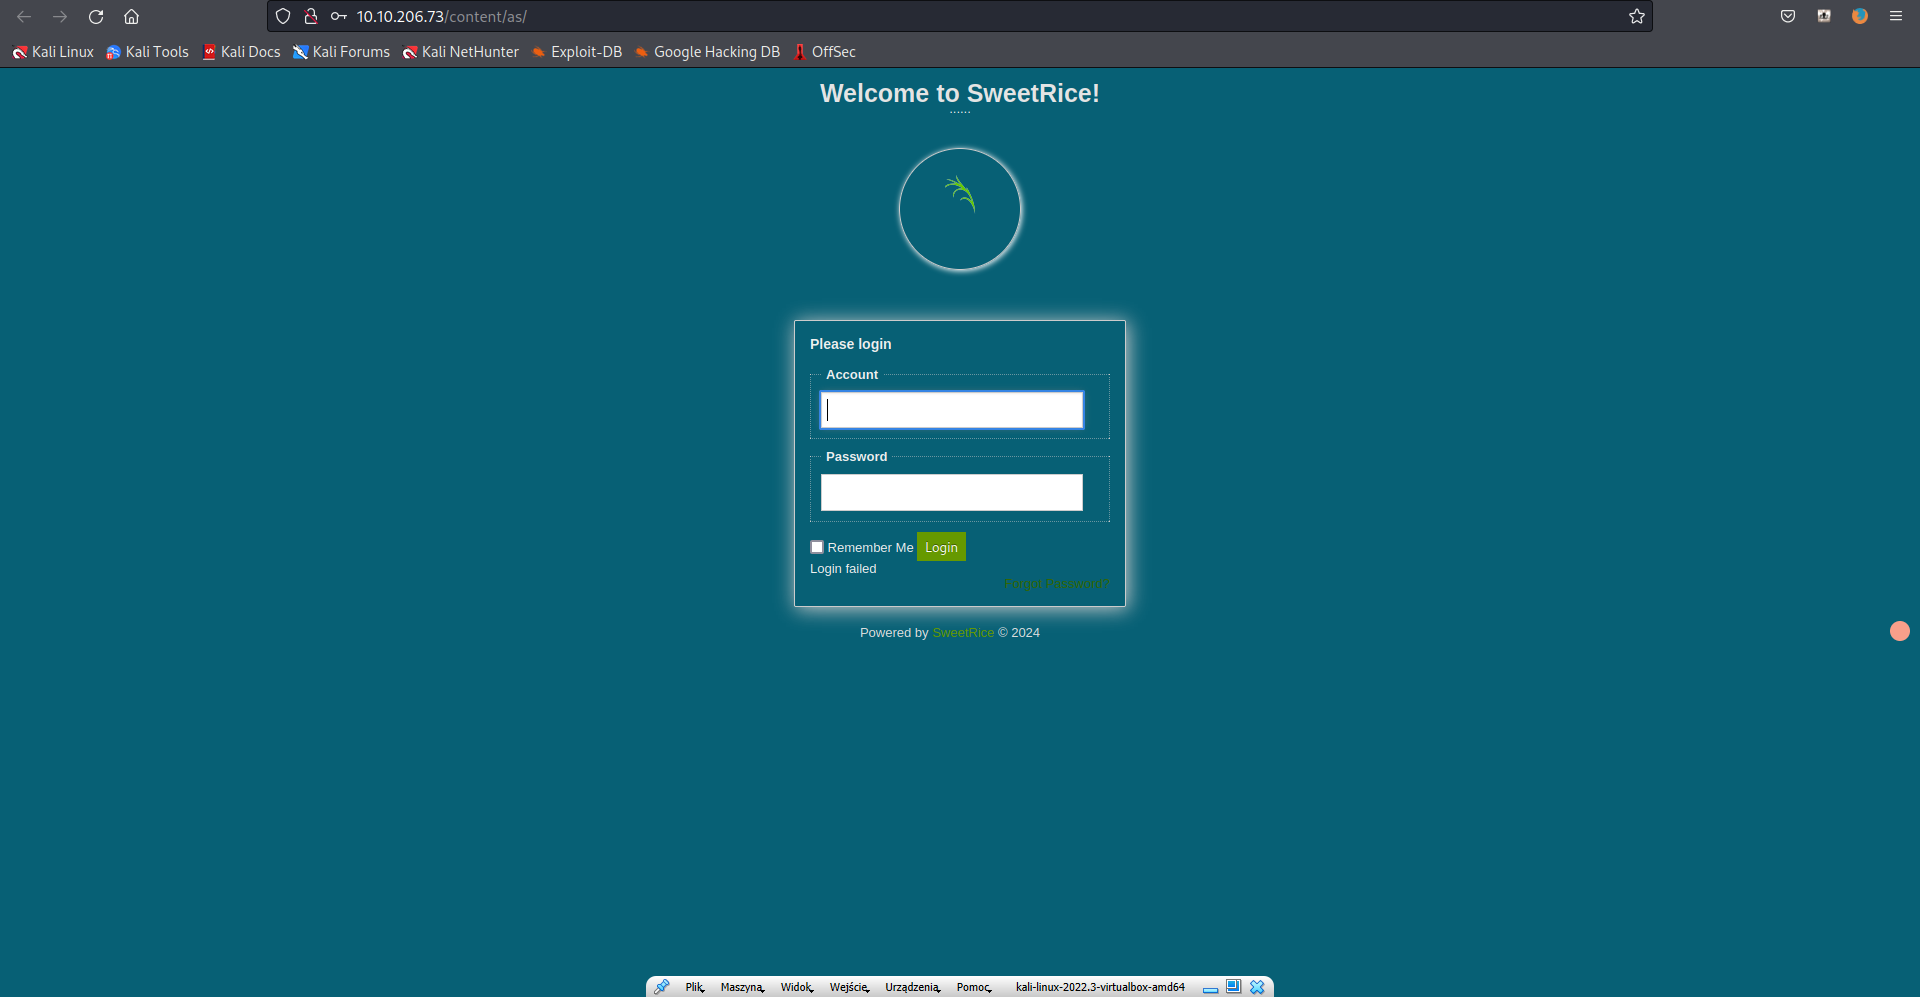 10.10.206.73/content/as/
Kali Linux Kali Tools Kali Docs Kali Forums Kali NetHunter Exploit-DB Google Hacking DB OffSec
Welcome to SweetRice!
......
Please login
Account
Password
Remember Me Login
Login failed
Forgot Password?
Powered by SweetRice © 2024
Plik Maszyna Widok Wejście Urządzenia Pomoc kali-linux-2022.3-virtualbox-amd64